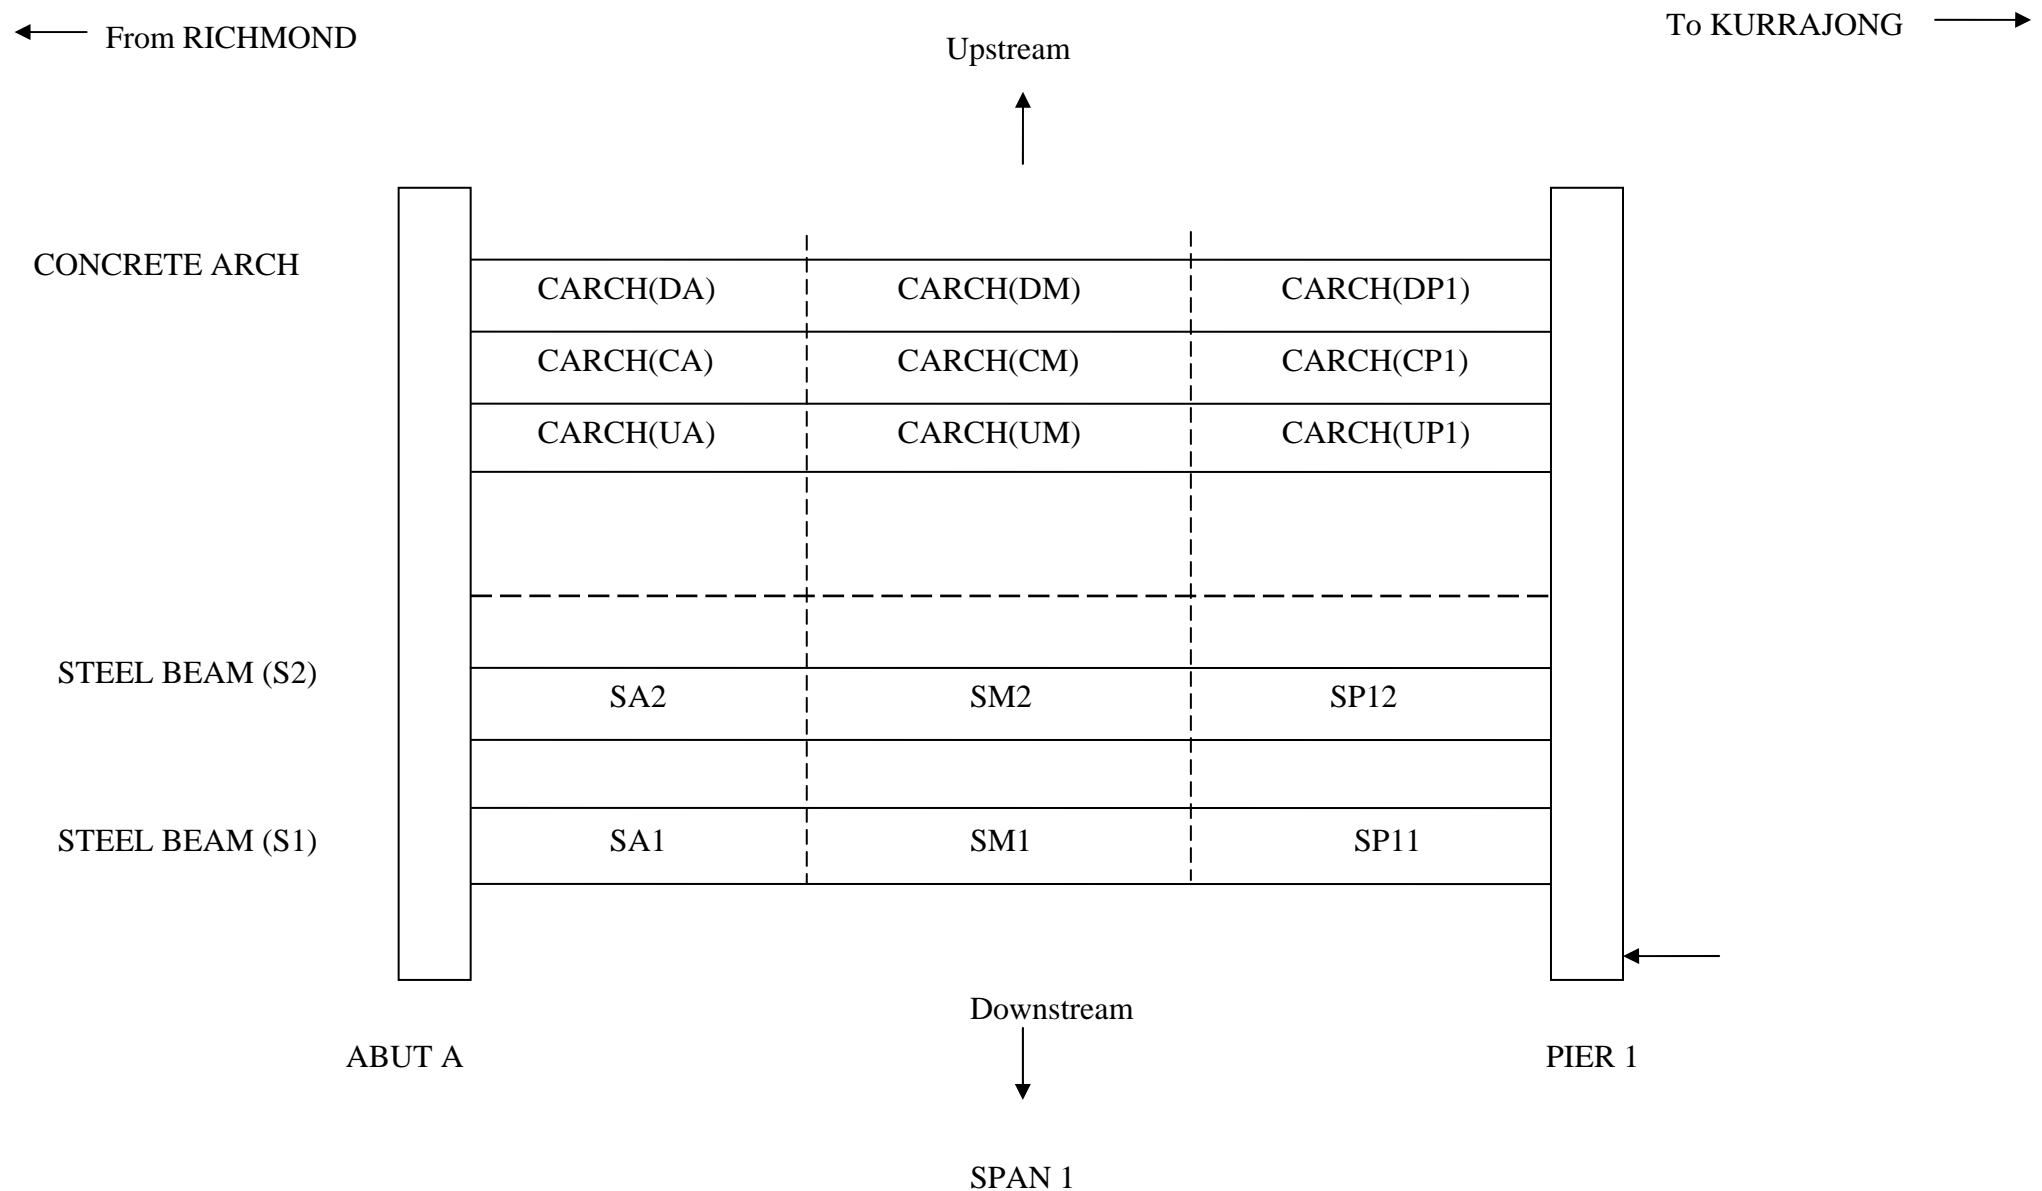 From RICHMOND
To KURRAJONG
Upstream
CONCRETE ARCH
CARCH(DA) CARCH(DM) CARCH(DP1)
CARCH(CA) CARCH(CM) CARCH(CP1)
CARCH(UA) CARCH(UM) CARCH(UP1)
STEEL BEAM (S2)
SA2 SM2 SP12
STEEL BEAM (S1) SA1 SM1 SP11
Downstream
ABUT A PIER 1
SPAN 1